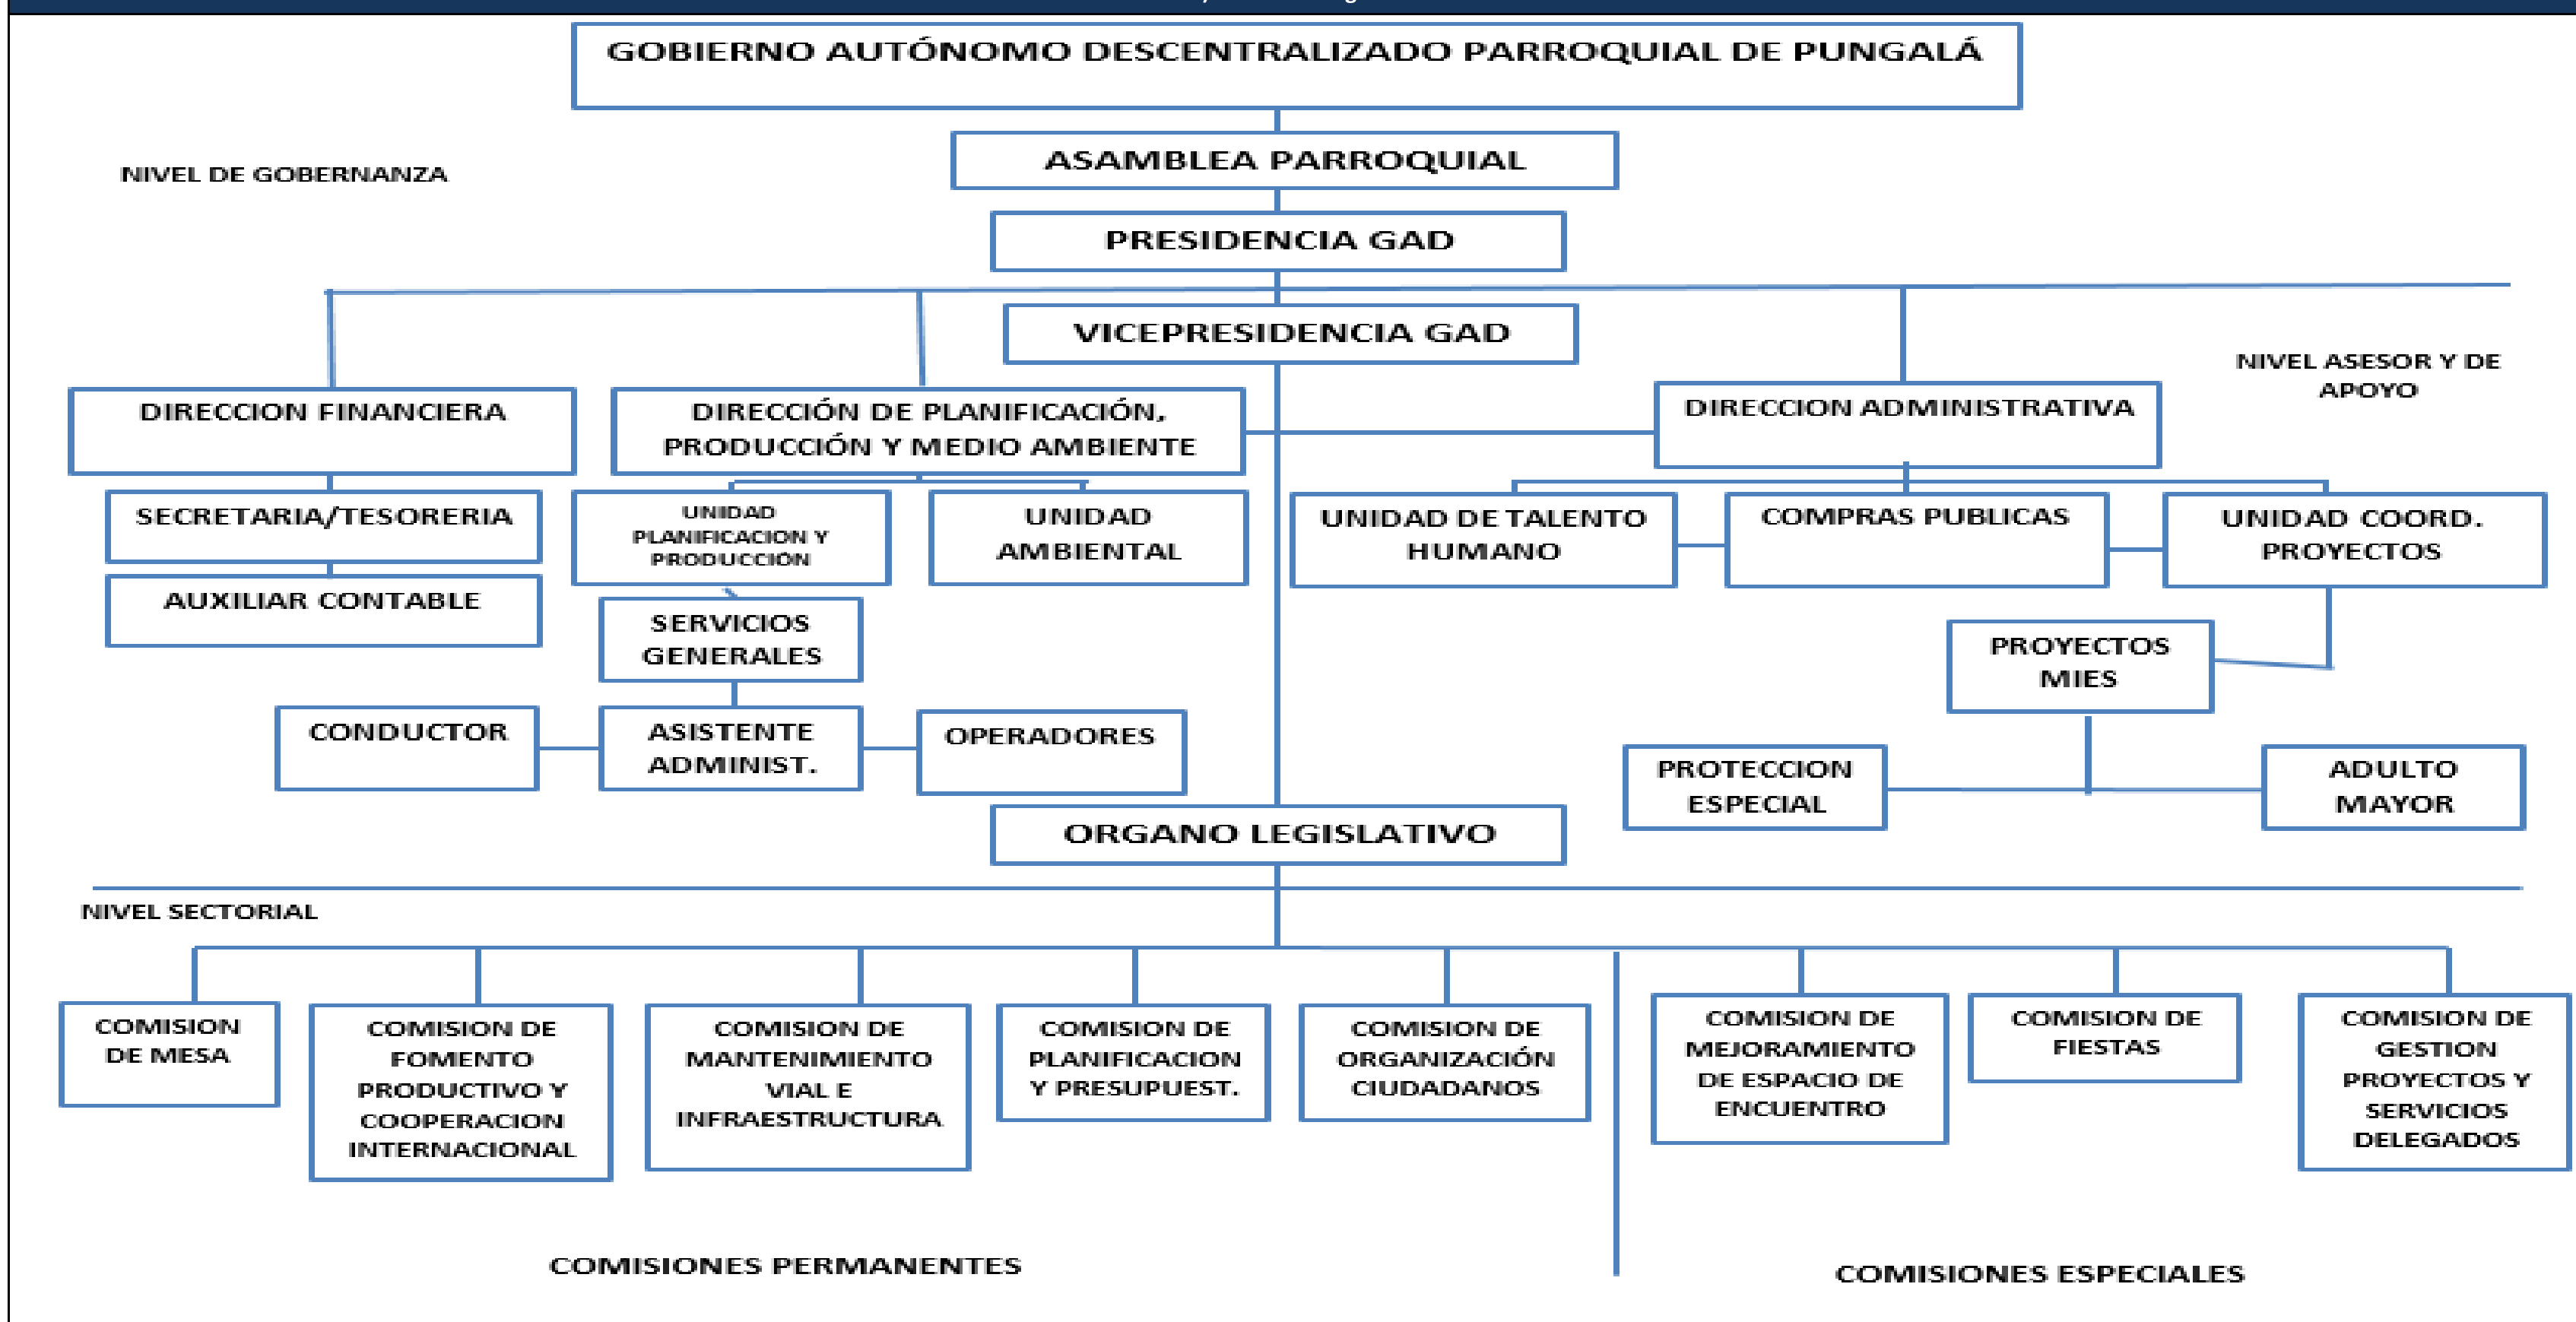 GOBIERNO AUTÓNOMO DESCENTRALIZADO PARROQUIAL DE PUNGALÁ
ASAMBLEA PARROQUIAL
NIVEL DE GOBERNANZA
PRESIDENCIA GAD
VICEPRESIDENCIA GAD
NIVEL ASESOR Y DE
APOYO
DIRECCION FINANCIERA
DIRECCIÓN DE PLANIFICACIÓN,
PRODUCCIÓN Y MEDIO AMBIENTE
DIRECCION ADMINISTRATIVA
SECRETARIA/TESORERIA
UNIDAD
PLANIFICACION Y
PRODUCCIÓN
UNIDAD
AMBIENTAL
UNIDAD DE TALENTO
HUMANO
COMPRAS PUBLICAS
UNIDAD COORD.
PROYECTOS
AUXILIAR CONTABLE
SERVICIOS
GENERALES
PROYECTOS
MIES
CONDUCTOR
ASISTENTE
ADMINIST.
OPERADORES
PROTECCION
ESPECIAL
ADULTO
MAYOR
ORGANO LEGISLATIVO
NIVEL SECTORIAL
COMISION
DE MESA
COMISION DE
FOMENTO
PRODUCTIVO Y
COOPERACION
INTERNACIONAL
COMISION DE
MANTENIMIENTO
VIAL E
INFRAESTRUCTURA
COMISION DE
PLANIFICACION
Y PRESUPUEST.
COMISION DE
ORGANIZACIÓN
CIUDADANOS
COMISION DE
MEJORAMIENTO
DE ESPACIO DE
ENCUENTRO
COMISION DE
FIESTAS
COMISION DE
GESTION
PROYECTOS Y
SERVICIOS
DELEGADOS
COMISIONES PERMANENTES
COMISIONES ESPECIALES